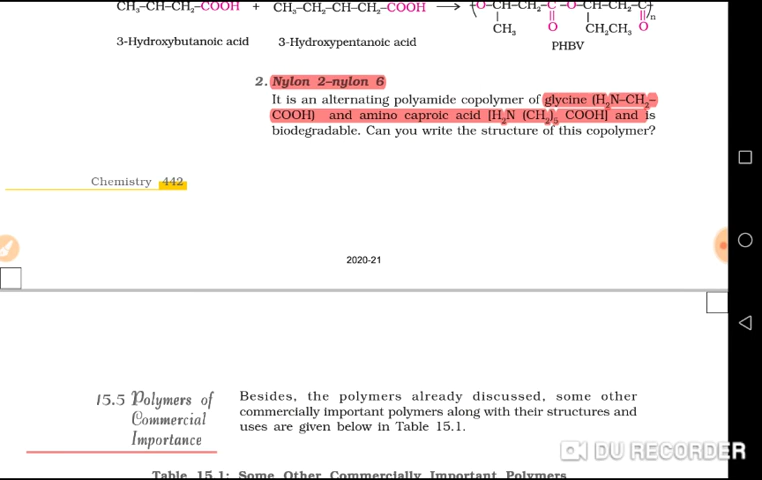 CH₃-CH-CH₂-COOH + CH₃-CH₂-CH-CH₂-COOH ⟶ (O-CH-CH₂-C-O-CH-CH₂-C)n
CH₃ O CH₂CH₃ O
3-Hydroxybutanoic acid 3-Hydroxypentanoic acid
PHBV
2. Nylon 2–nylon 6
It is an alternating polyamide copolymer of glycine (H₂N–CH₂–
COOH) and amino caproic acid [H₂N (CH₂)₅ COOH] and is
biodegradable. Can you write the structure of this copolymer?
Chemistry 442
2020-21
15.5 Polymers of
Commercial
Importance
Besides, the polymers already discussed, some other
commercially important polymers along with their structures and
uses are given below in Table 15.1.
DU RECORDER
Table 15.1: Some Other Commercially Important Polymers